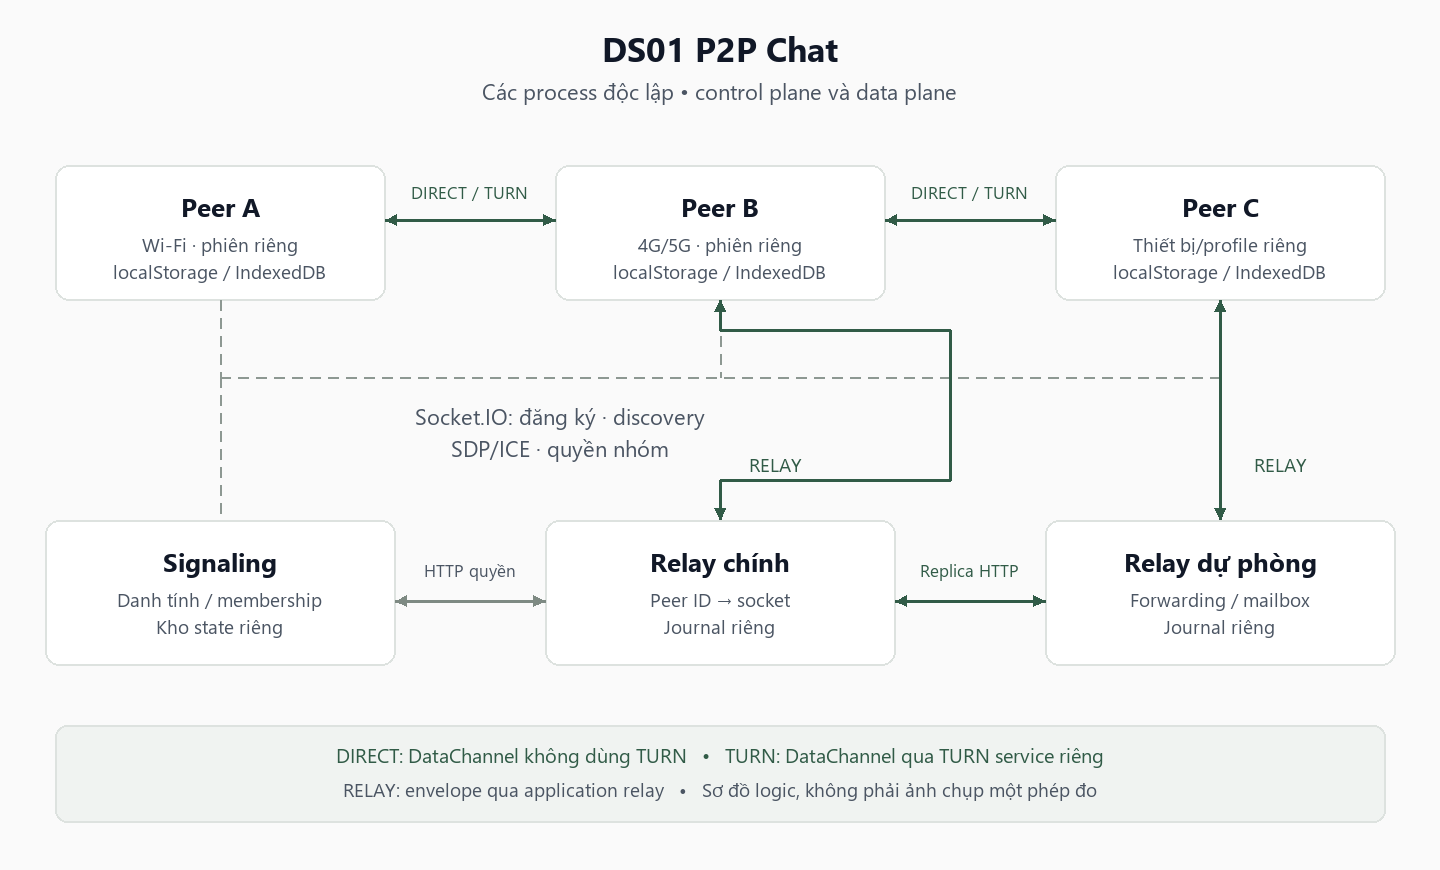 DS01 P2P Chat
Các process độc lập • control plane và data plane
Peer A
Wi-Fi · phiên riêng
localStorage / IndexedDB
DIRECT / TURN
Peer B
4G/5G · phiên riêng
localStorage / IndexedDB
DIRECT / TURN
Peer C
Thiết bị/profile riêng
localStorage / IndexedDB
Socket.IO: đăng ký · discovery
SDP/ICE · quyền nhóm
RELAY
RELAY
Signaling
Danh tính / membership
Kho state riêng
HTTP quyền
Relay chính
Peer ID → socket
Journal riêng
Replica HTTP
Relay dự phòng
Forwarding / mailbox
Journal riêng
DIRECT: DataChannel không dùng TURN • TURN: DataChannel qua TURN service riêng
RELAY: envelope qua application relay • Sơ đồ logic, không phải ảnh chụp một phép đo